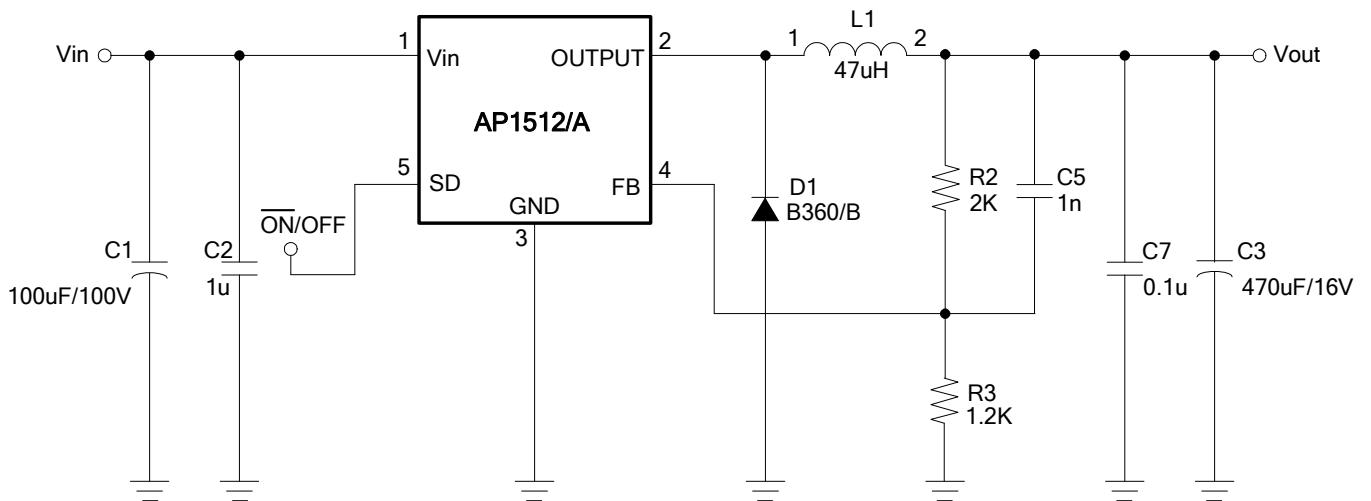 L1
Vin
1
Vin
OUTPUT
2
1
2
47uH
Vout
AP1512/A
5
SD
FB
4
GND
3
ON/OFF
D1
B360/B
R2
2K
C5
1n
C1
100uF/100V
C2
1u
C7
0.1u
C3
470uF/16V
R3
1.2K